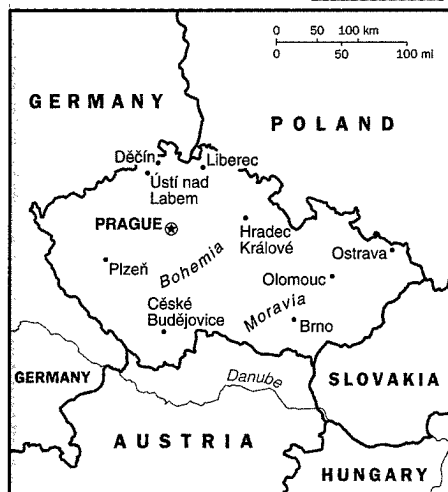 0 50 100 km
0 50 100 mi
GERMANY
POLAND
Děčín
Liberec
Ústí nad
Labem
PRAGUE
Hradec
Králové
Ostrava
Plzeň
Bohemia
Olomouc
Moravia
Brno
Cěské
Budějovice
GERMANY
Danube
SLOVAKIA
AUSTRIA
HUNGARY